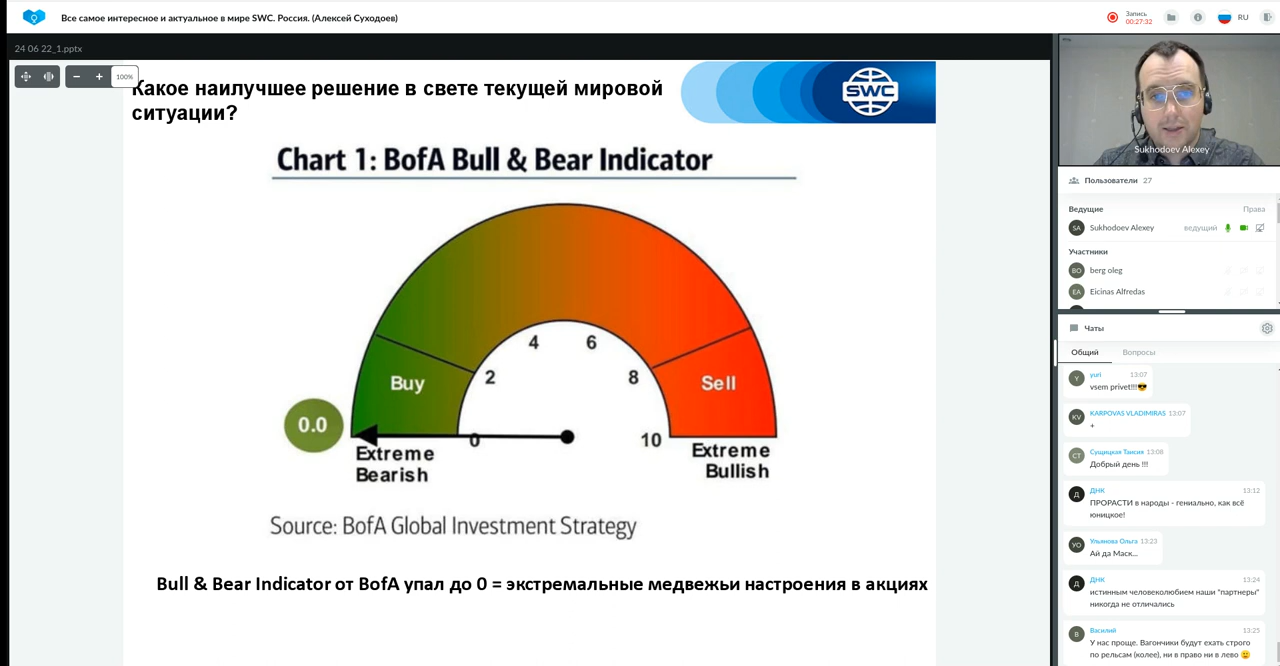 Все самое интересное и актуальное в мире SWC. Россия. (Алексей Суходоев)
Запись
00:27:32
RU
24 06 22_1.pptx
100%
Какое наилучшее решение в свете текущей мировой
ситуации?
SWC
Chart 1: BofA Bull & Bear Indicator
Buy
Sell
0
2
4
6
8
10
0.0
Extreme
Bearish
Extreme
Bullish
Source: BofA Global Investment Strategy
Bull & Bear Indicator от BofA упал до 0 = экстремальные медвежьи настроения в акциях
Sukhodoev Alexey
Пользователи 27
Ведущие Права
SA Sukhodoev Alexey ведущий
Участники
BO berg oleg
EA Eicinas Alfredas
Чаты
Общий Вопросы
Y yuri 13:07
vsem privet!!!😎
KV KARPOVAS VLADIMIRAS 13:07
+
СТ Сущицкая Таисия 13:08
Добрый день !!!
Д ДНК 13:12
ПРОРАСТИ в народы - гениально, как всё
юницкое!
УО Ульянова Ольга 13:23
Ай да Маск...
Д ДНК 13:24
истинным человеколюбием наши "партнеры"
никогда не отличались
В Василий 13:25
У нас проще. Вагончики будут ехать строго
по рельсам (колее), ни в право ни в лево 🙂